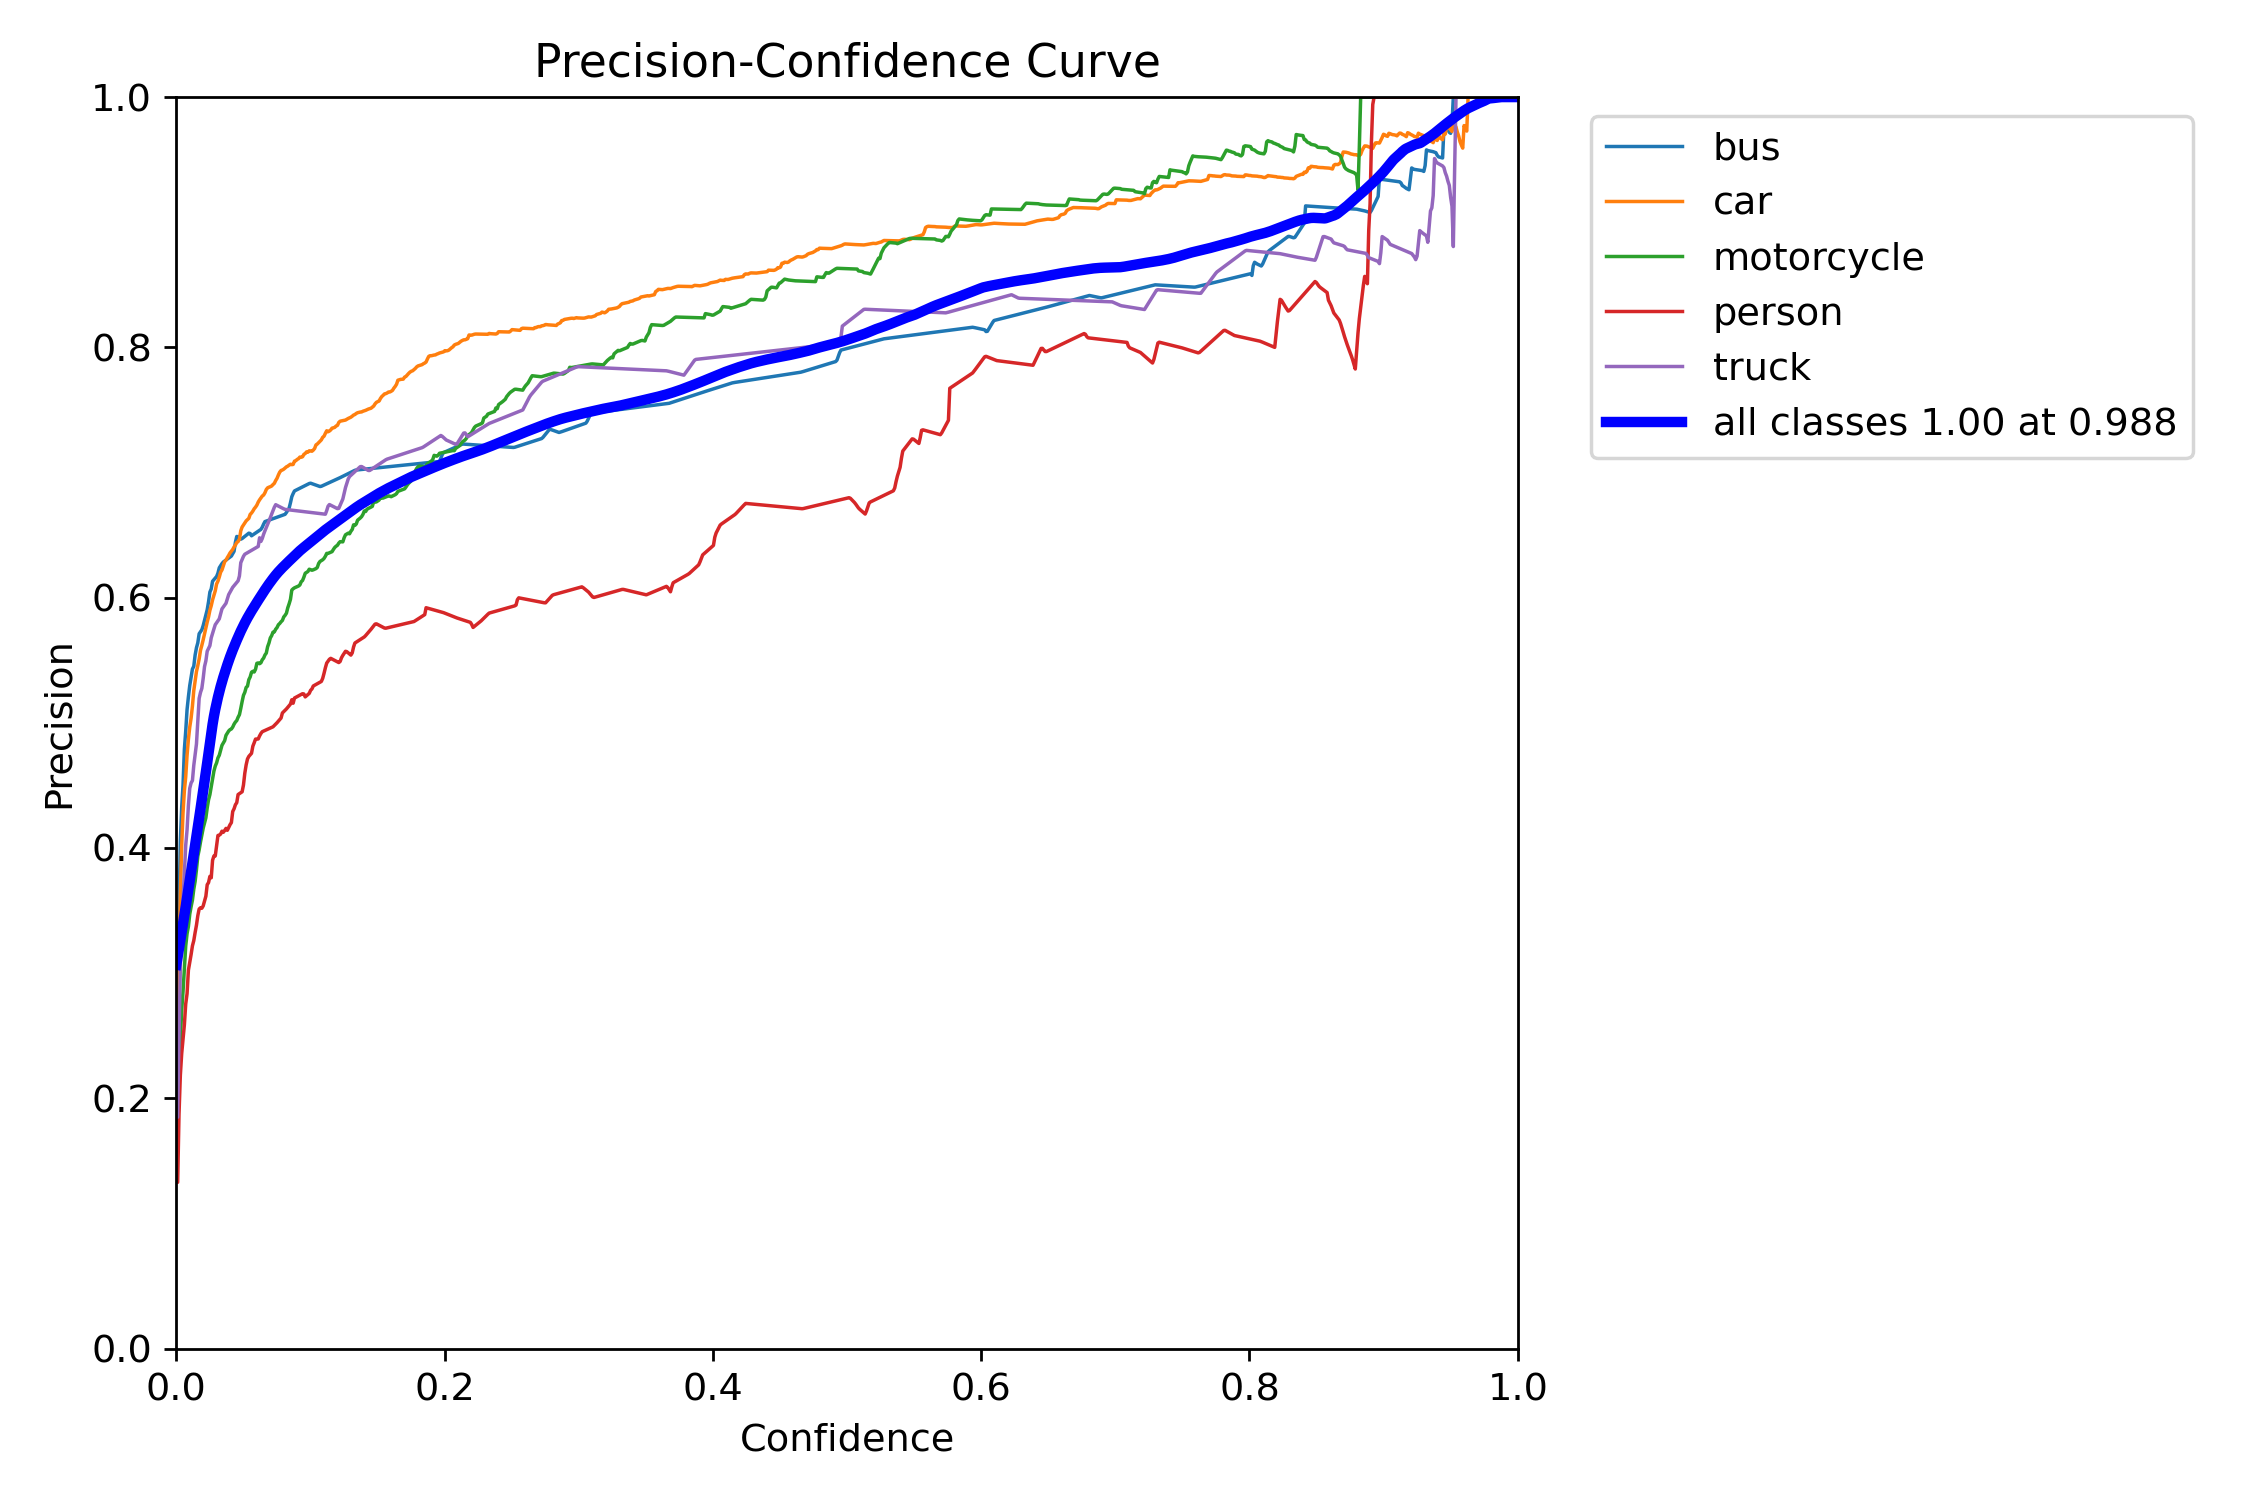 Precision-Confidence Curve
1.0
0.8
0.6
0.4
0.2
0.0
Precision
0.0 0.2 0.4 0.6 0.8 1.0
Confidence
bus
car
motorcycle
person
truck
all classes 1.00 at 0.988